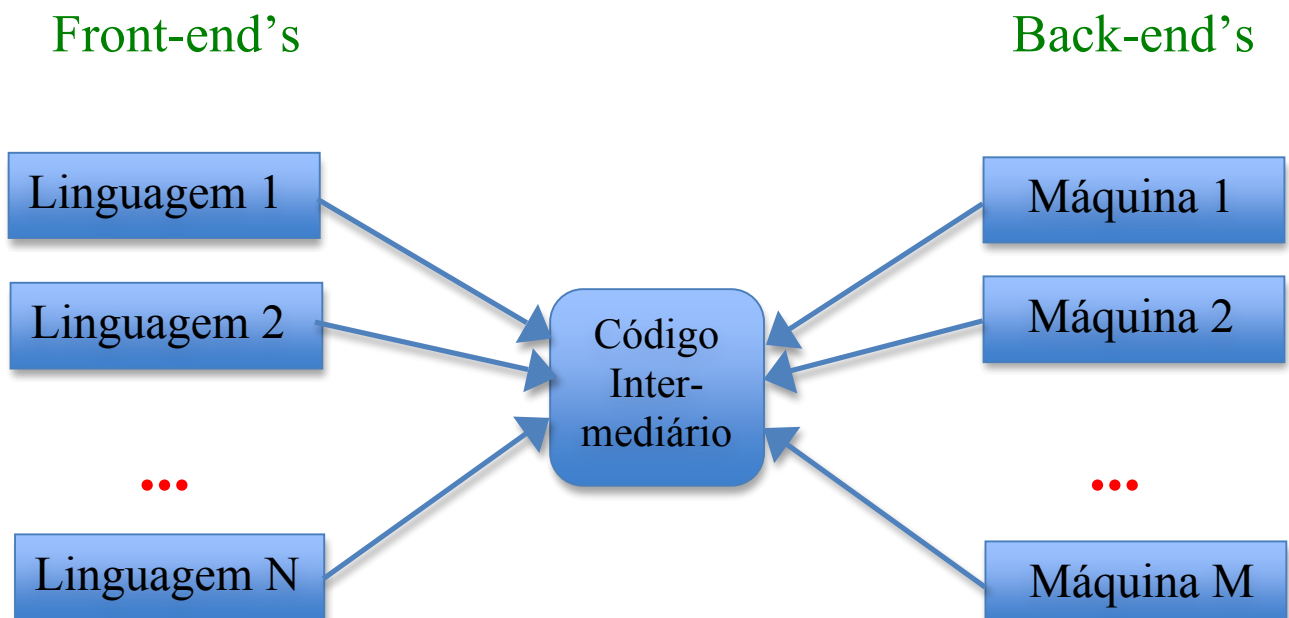 Front-end’s
Back-end’s
Linguagem 1
Linguagem 2
...
Linguagem N
Código
Inter-
mediário
Máquina 1
Máquina 2
...
Máquina M